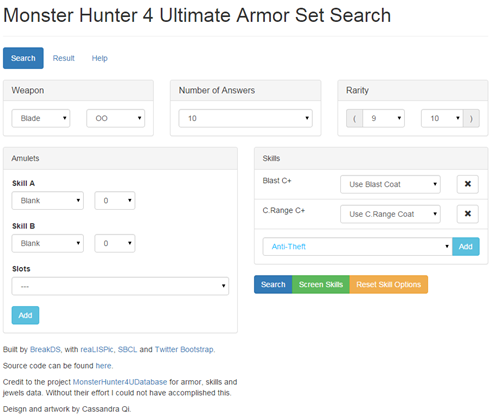 Monster Hunter 4 Ultimate Armor Set Search
Search Result Help
Weapon Number of Answers Rarity
Blade OO 10 ( 9 10 )
Amulets
Skill A
Blank 0
Skill B
Blank 0
Slots
---
Add
Skills
Blast C+ Use Blast Coat ✖
C.Range C+ Use C.Range Coat ✖
Anti-Theft Add
Search Screen Skills Reset Skill Options
Built by BreakDS, with reaLISPic, SBCL and Twitter Bootstrap.
Source code can be found here.
Credit to the project MonsterHunter4UDatabase for armor, skills and
jewels data. Without their effort I could not have accomplished this.
Deisgn and artwork by Cassandra Qi.